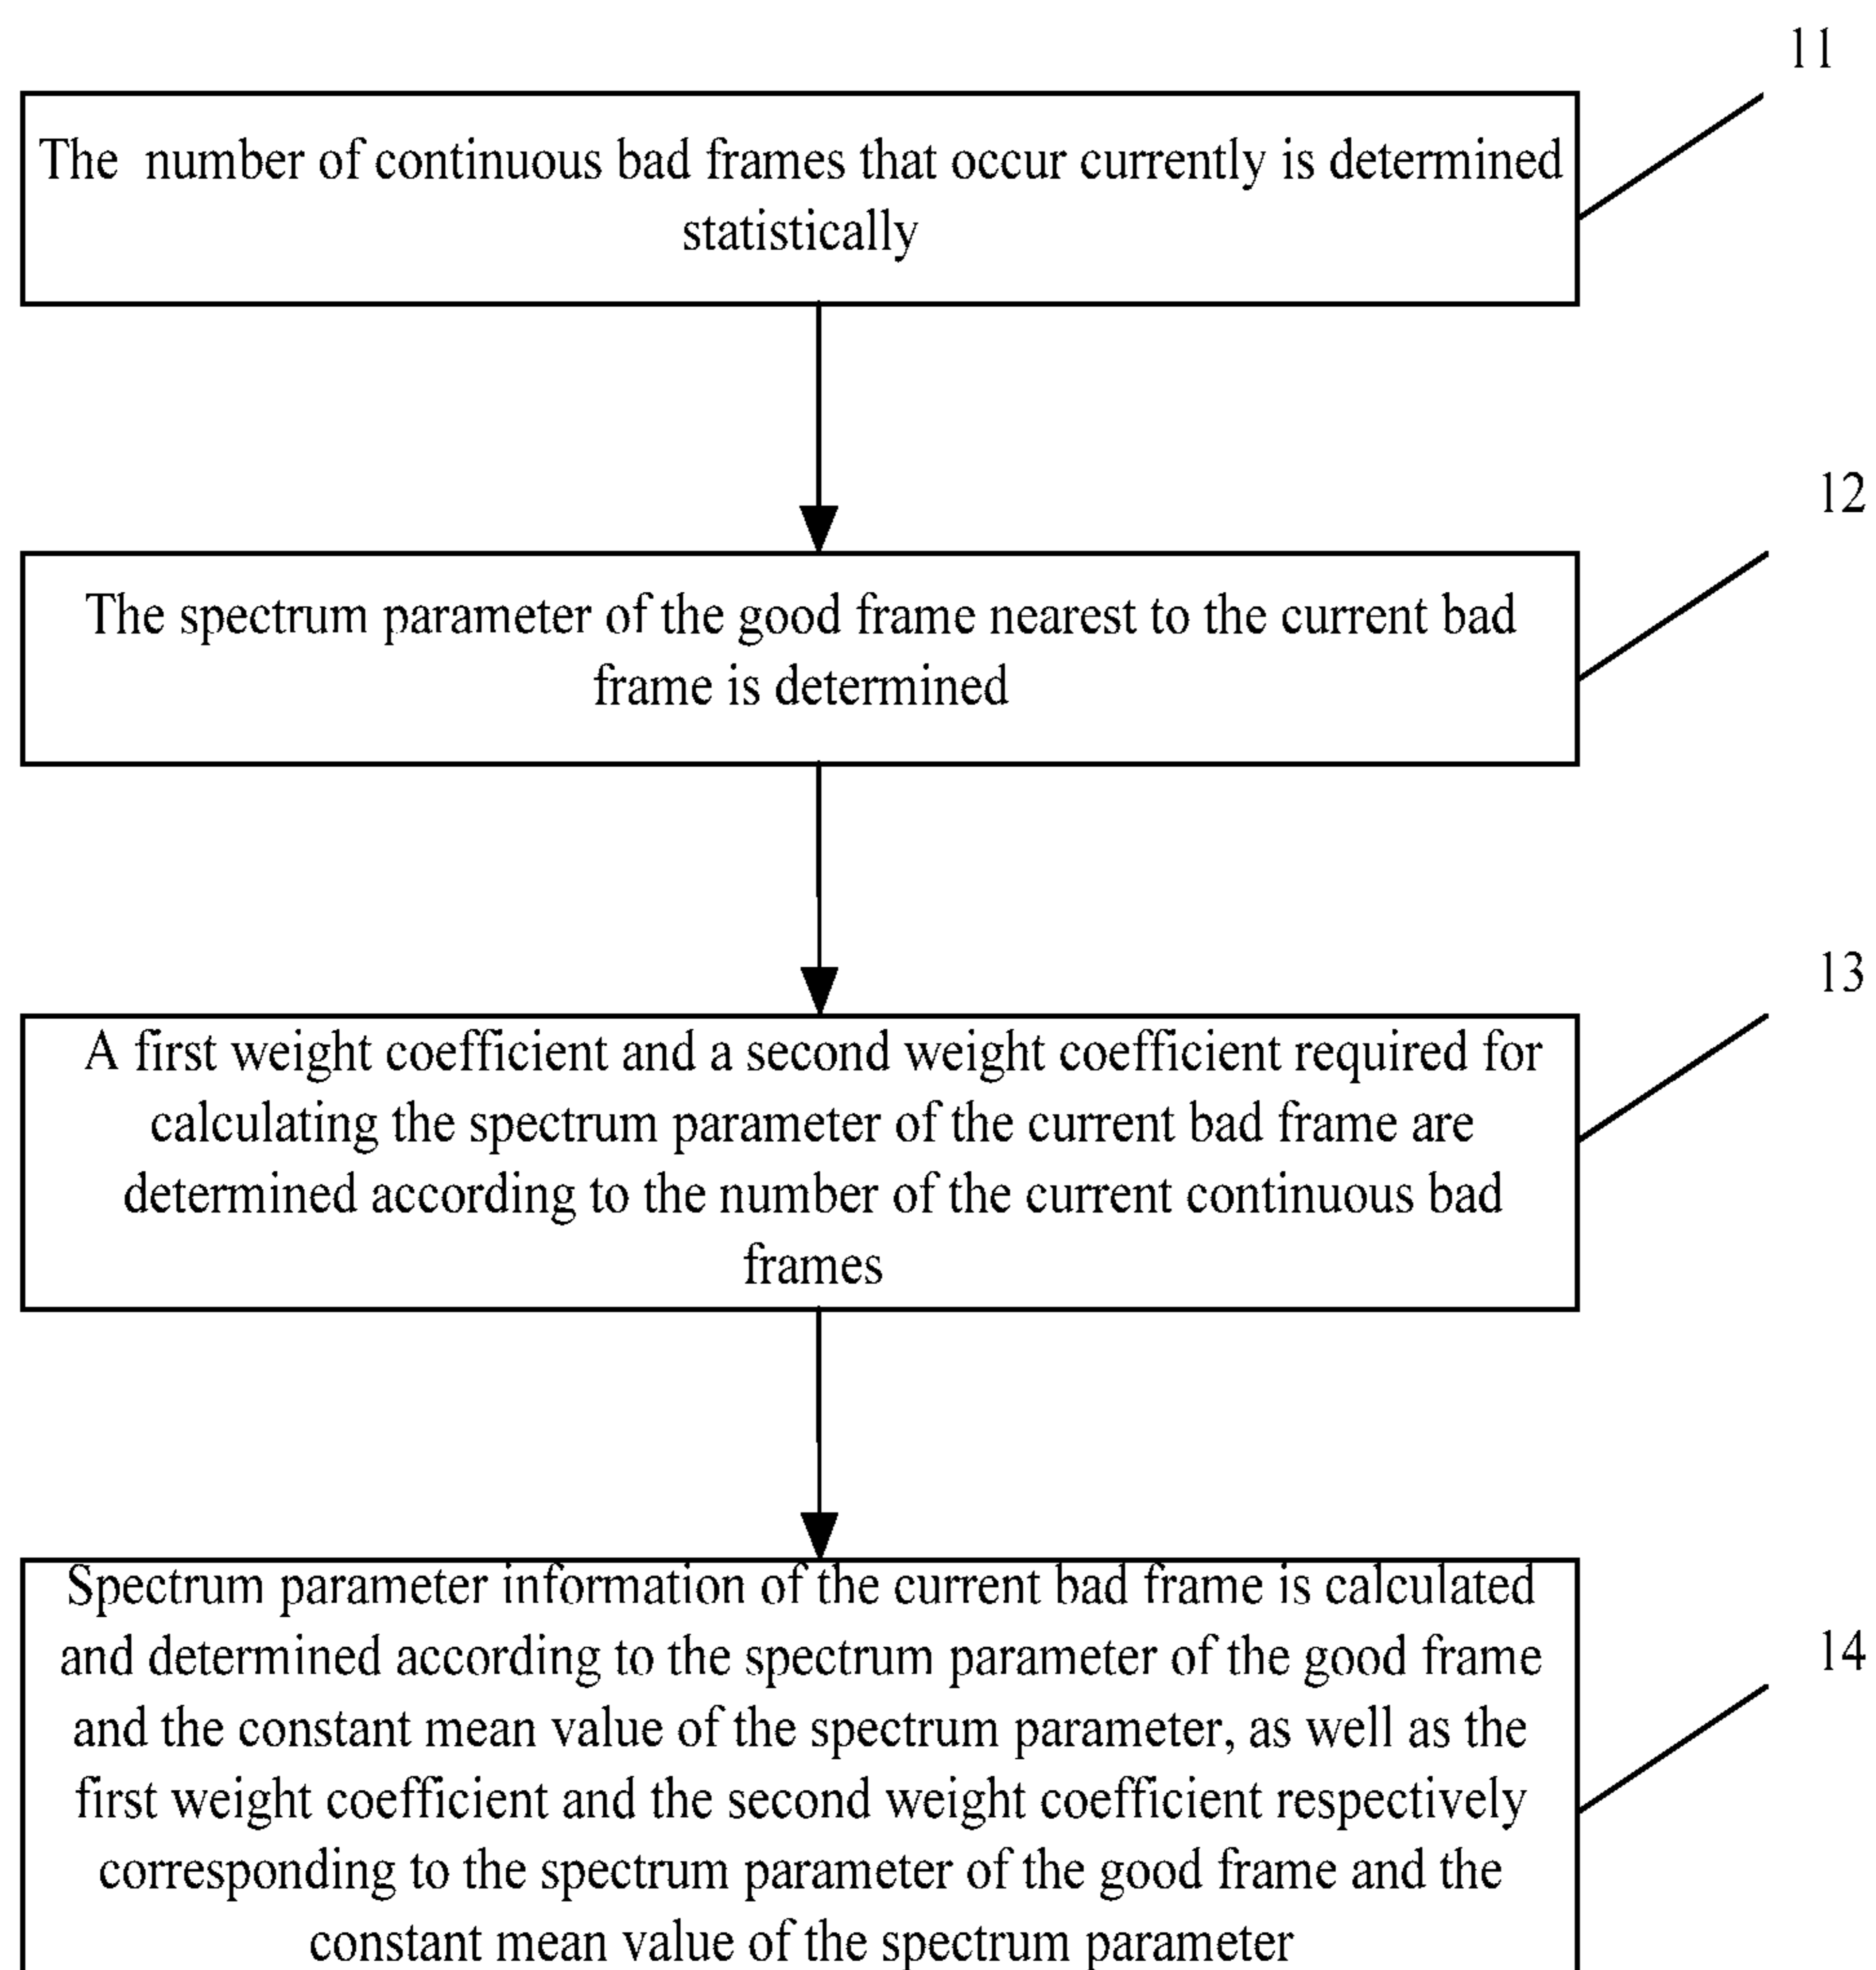 11
The number of continuous bad frames that occur currently is determined
statistically
12
The spectrum parameter of the good frame nearest to the current bad
frame is determined
13
A first weight coefficient and a second weight coefficient required for
calculating the spectrum parameter of the current bad frame are
determined according to the number of the current continuous bad
frames
Spectrum parameter information of the current bad frame is calculated
and determined according to the spectrum parameter of the good frame
14
and the constant mean value of the spectrum parameter, as well as the
first weight coefficient and the second weight coefficient respectively
corresponding to the spectrum parameter of the good frame and the
constant mean value of the spectrum parameter